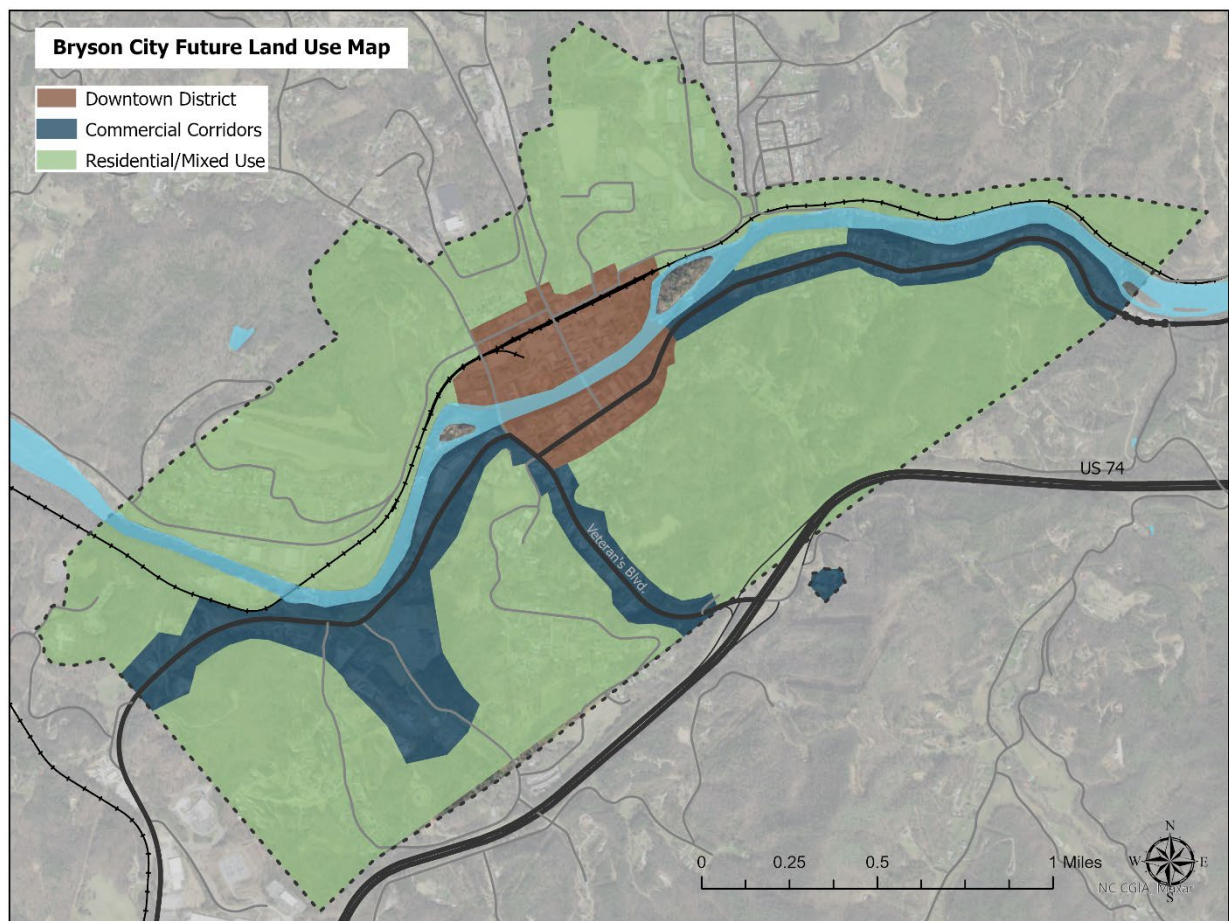 Bryson City Future Land Use Map
Downtown District
Commercial Corridors
Residential/Mixed Use
US 74
Veteran's Blvd.
0 0.25 0.5 1 Miles
N
W E
S
NC CGIA, Maxar